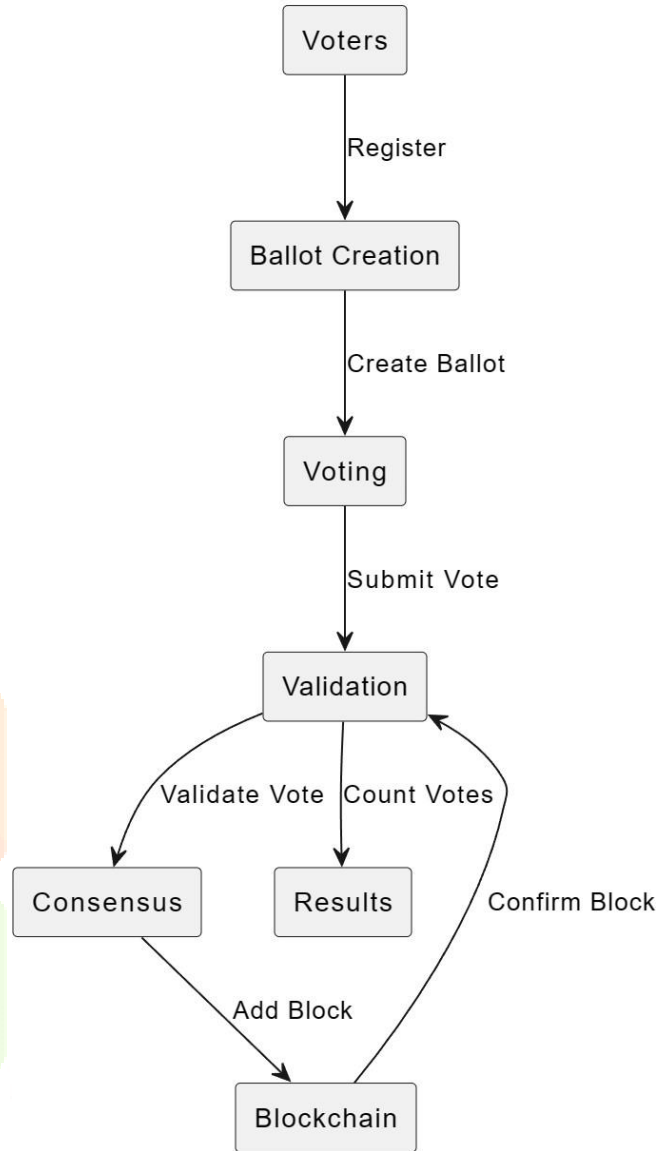 Voters
Register
Ballot Creation
Create Ballot
Voting
Submit Vote
Validation
Validate Vote
Count Votes
Consensus
Results
Confirm Block
Add Block
Blockchain